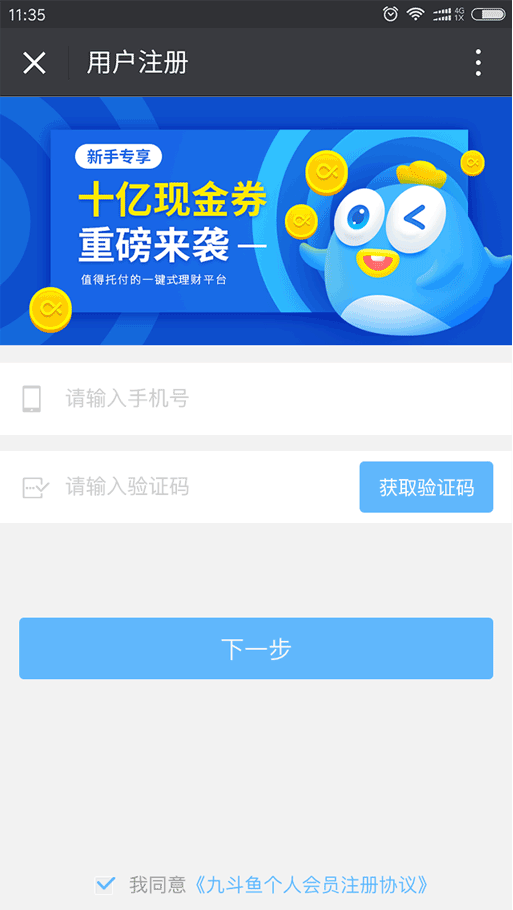 11:35
4G
1X
用户注册
新手专享
十亿现金券
重磅来袭
值得托付的一键式理财平台
请输入手机号
请输入验证码
获取验证码
下一步
我同意《九斗鱼个人会员注册协议》